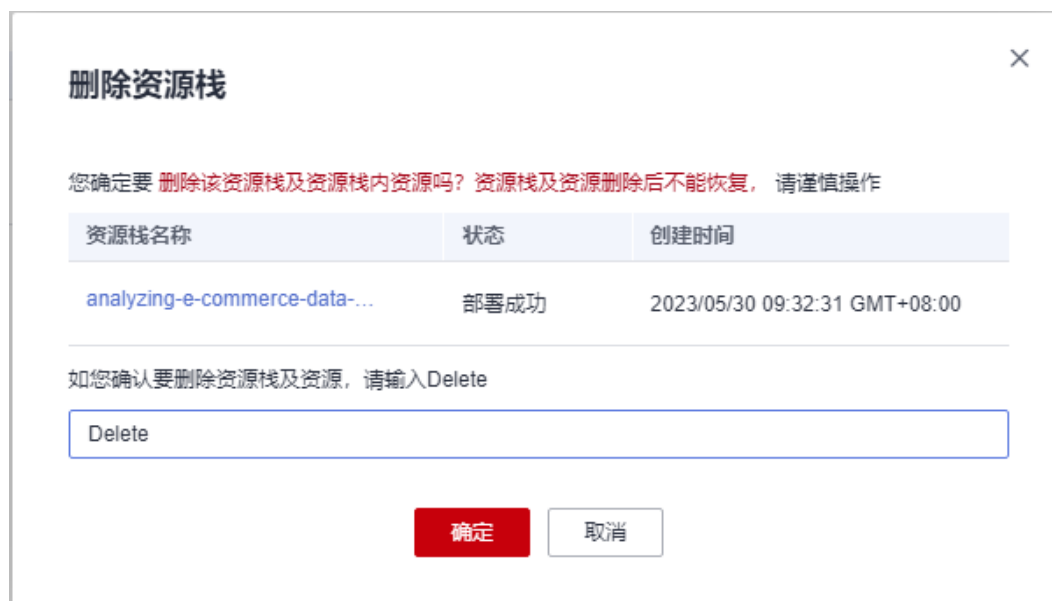 删除资源栈
您确定要 删除该资源栈及资源栈内资源吗？资源栈及资源删除后不能恢复， 请谨慎操作
资源栈名称 状态 创建时间
analyzing-e-commerce-data-... 部署成功 2023/05/30 09:32:31 GMT+08:00
如您确认要删除资源栈及资源，请输入Delete
Delete
确定 取消